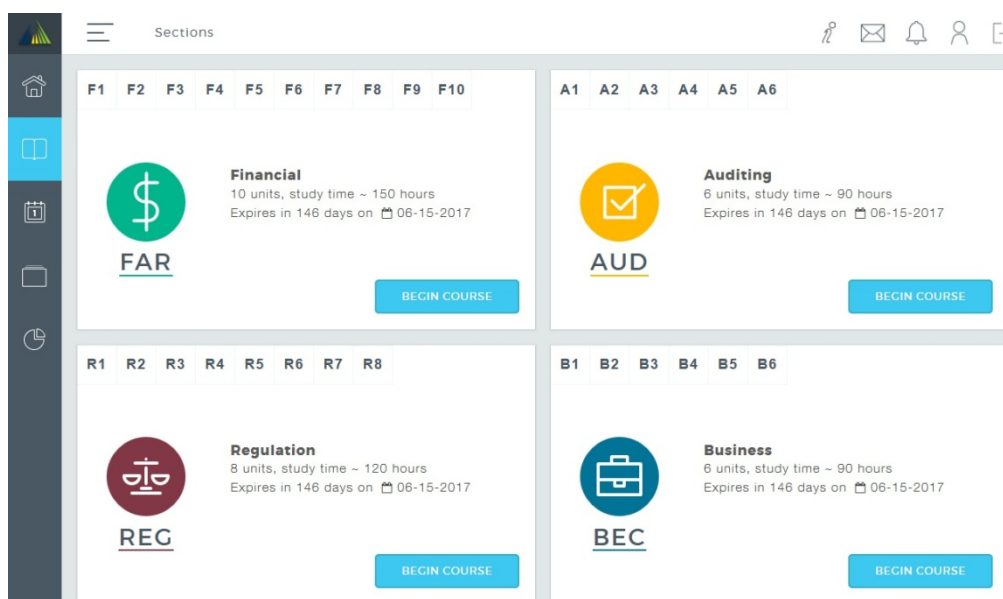 Sections
F1 F2 F3 F4 F5 F6 F7 F8 F9 F10
Financial
10 units, study time ~ 150 hours
Expires in 146 days on 06-15-2017
FAR
BEGIN COURSE
A1 A2 A3 A4 A5 A6
Auditing
6 units, study time ~ 90 hours
Expires in 146 days on 06-15-2017
AUD
BEGIN COURSE
R1 R2 R3 R4 R5 R6 R7 R8
Regulation
8 units, study time ~ 120 hours
Expires in 146 days on 06-15-2017
REG
BEGIN COURSE
B1 B2 B3 B4 B5 B6
Business
6 units, study time ~ 90 hours
Expires in 146 days on 06-15-2017
BEC
BEGIN COURSE
1